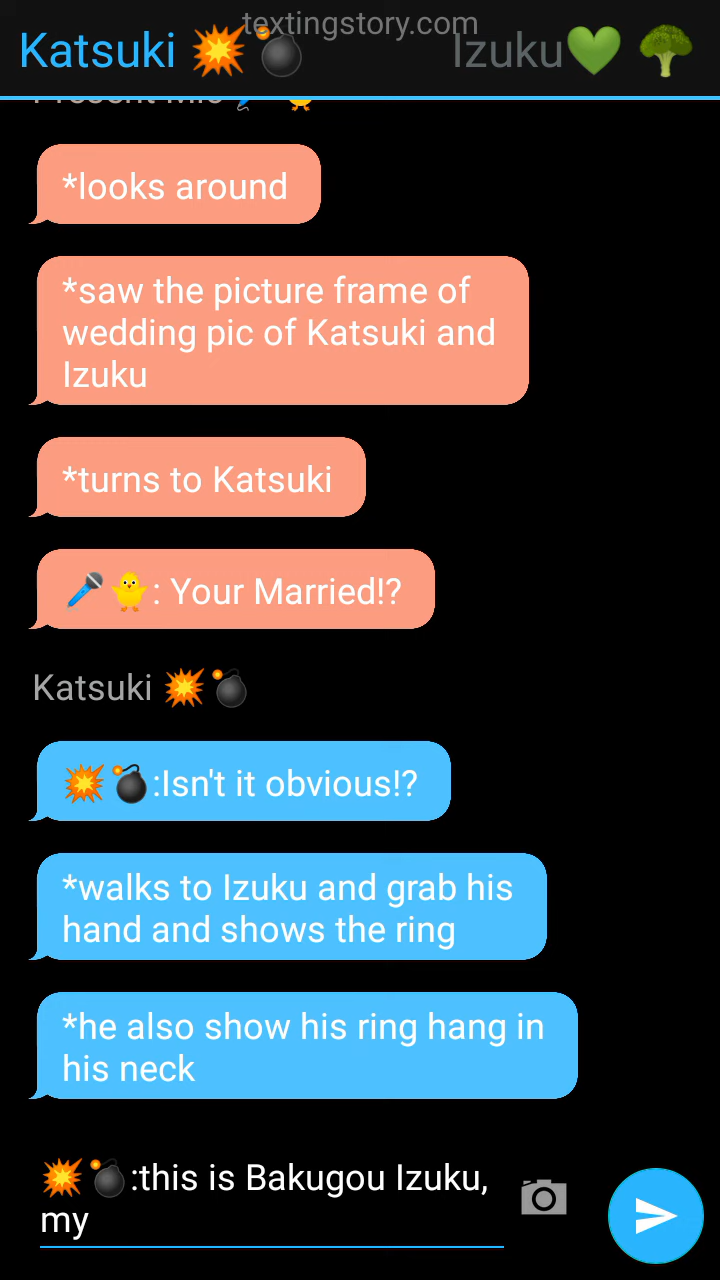 textingstory.com
Katsuki 💥💣 Izuku💚🥦
Present Mic 🎤🐥
*looks around
*saw the picture frame of
wedding pic of Katsuki and
Izuku
*turns to Katsuki
🎤🐥: Your Married!?
Katsuki 💥💣
💥💣:Isn't it obvious!?
*walks to Izuku and grab his
hand and shows the ring
*he also show his ring hang in
his neck
💥💣:this is Bakugou Izuku,
my